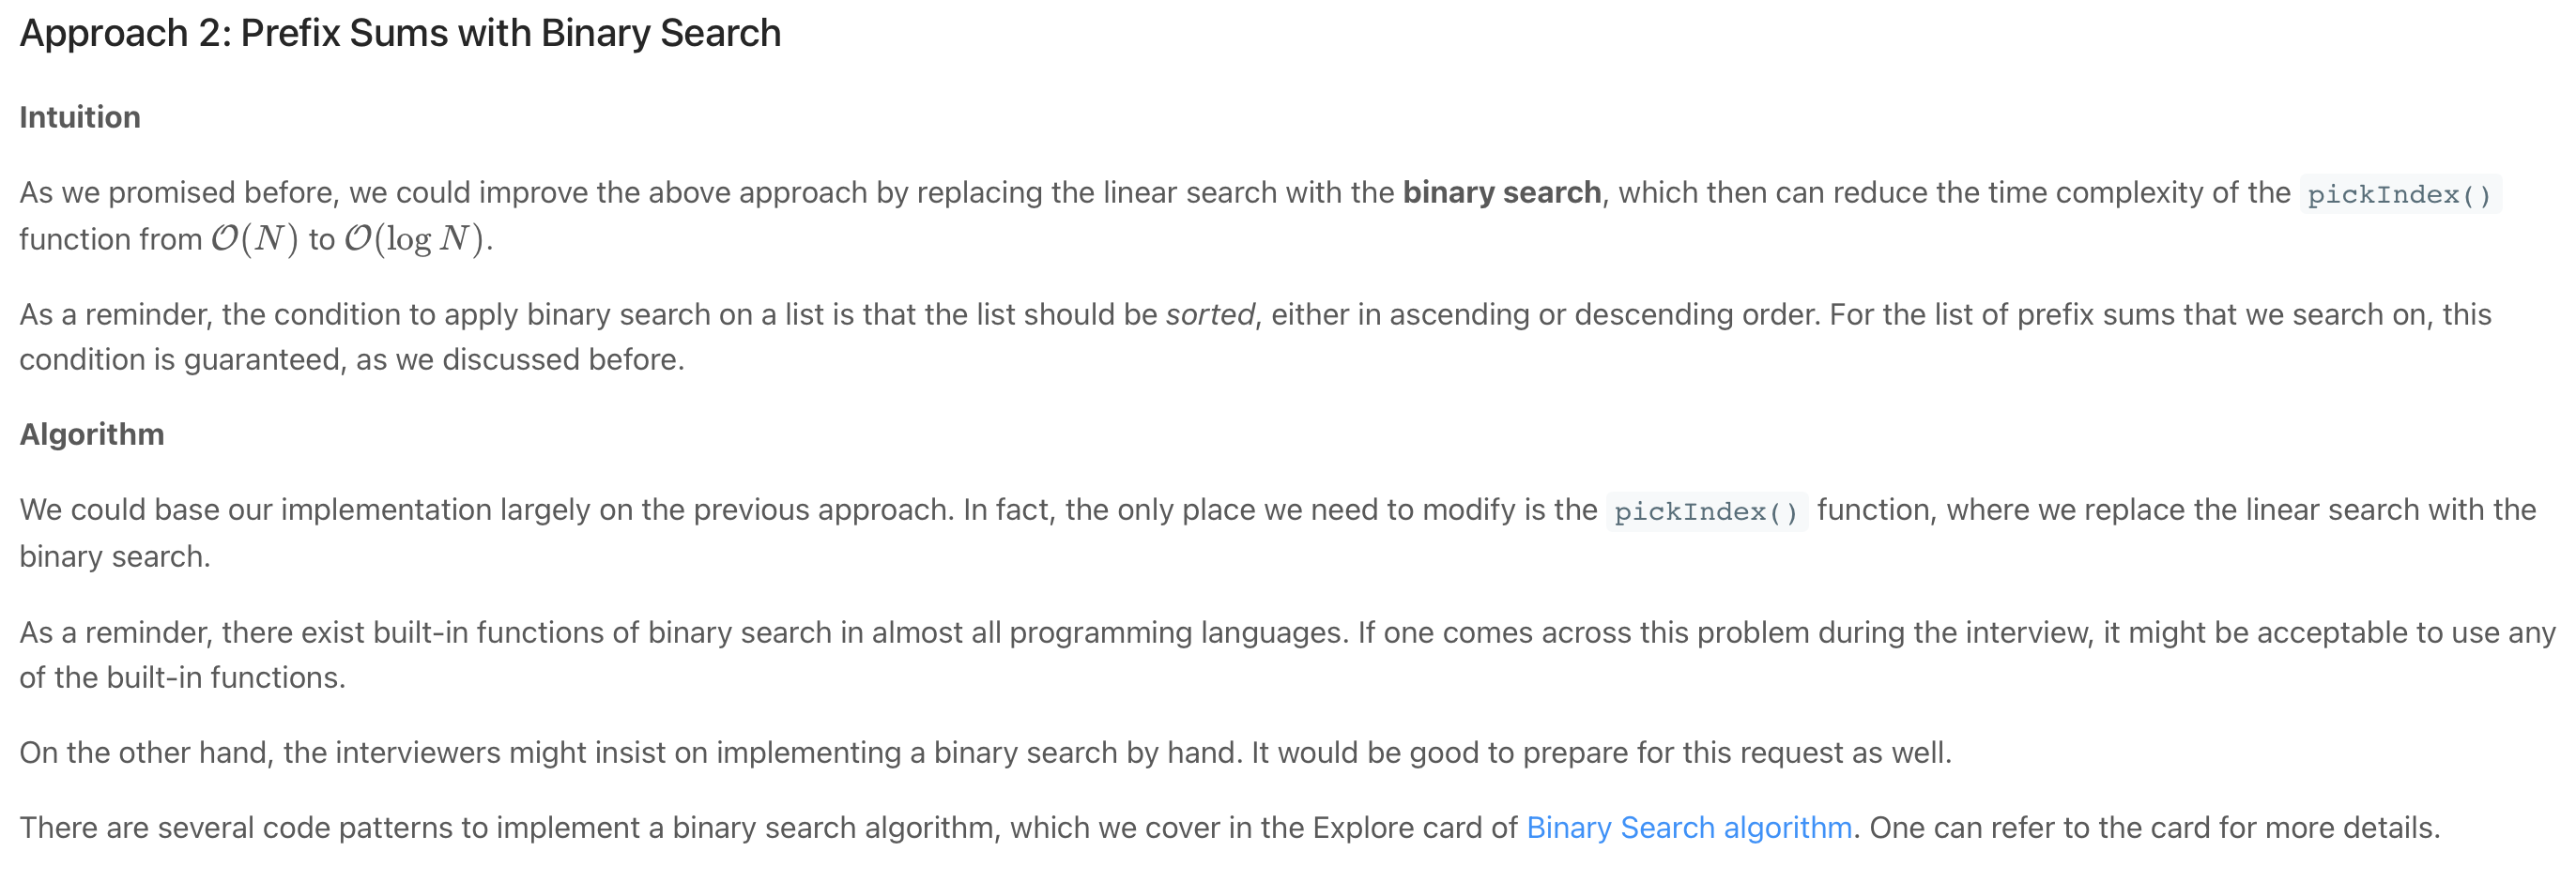 Approach 2: Prefix Sums with Binary Search
Intuition
As we promised before, we could improve the above approach by replacing the linear search with the binary search, which then can reduce the time complexity of the pickIndex()
function from O(N) to O(log N).
As a reminder, the condition to apply binary search on a list is that the list should be sorted, either in ascending or descending order. For the list of prefix sums that we search on, this
condition is guaranteed, as we discussed before.
Algorithm
We could base our implementation largely on the previous approach. In fact, the only place we need to modify is the pickIndex() function, where we replace the linear search with the
binary search.
As a reminder, there exist built-in functions of binary search in almost all programming languages. If one comes across this problem during the interview, it might be acceptable to use any
of the built-in functions.
On the other hand, the interviewers might insist on implementing a binary search by hand. It would be good to prepare for this request as well.
There are several code patterns to implement a binary search algorithm, which we cover in the Explore card of Binary Search algorithm. One can refer to the card for more details.